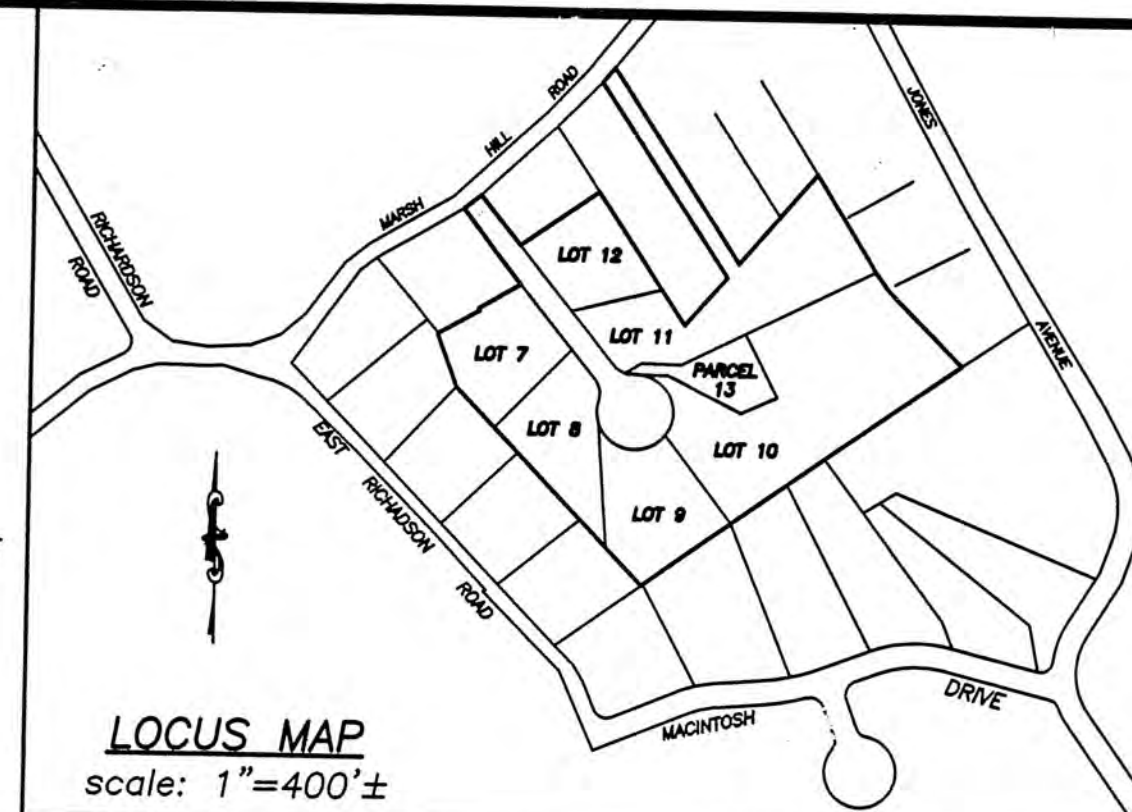 ROAD
HILL
MARSH
JONES
AVENUE
RICHARDSON
ROAD
LOT 12
LOT 11
LOT 7
PARCEL
13
LOT 8
LOT 10
LOT 9
EAST
RICHADSON
ROAD
MACINTOSH
DRIVE
LOCUS MAP
scale: 1"=400'±